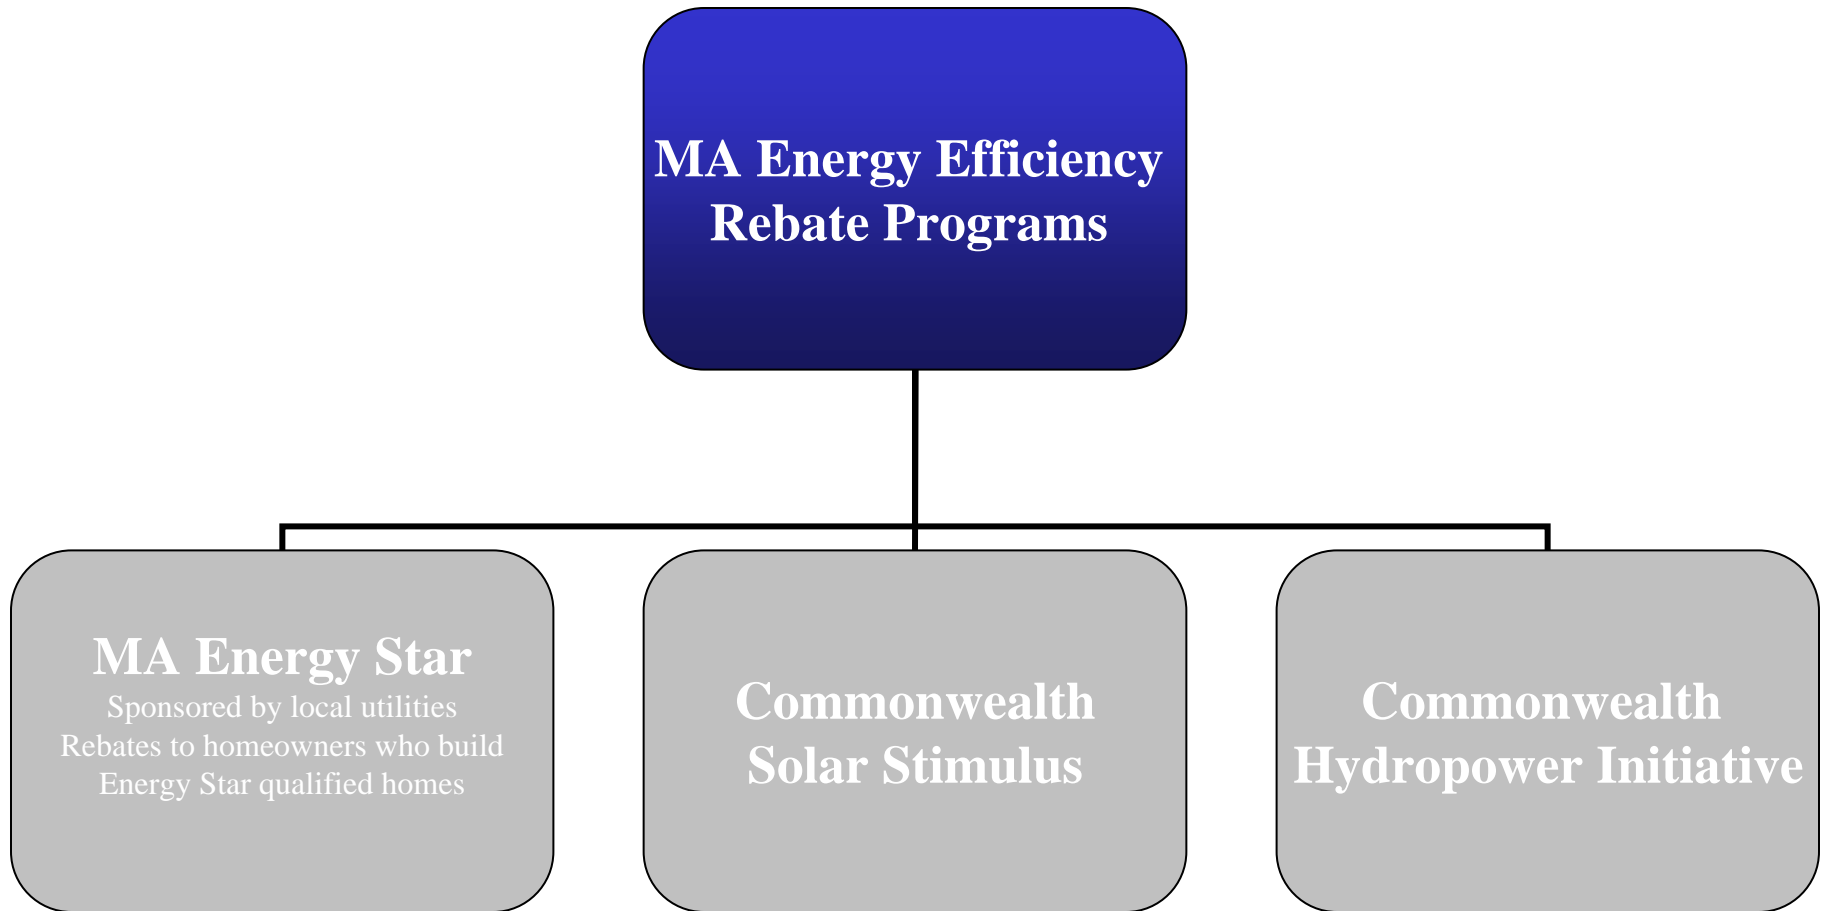 MA Energy Efficiency
Rebate Programs
MA Energy Star
Sponsored by local utilities
Rebates to homeowners who build
Energy Star qualified homes
Commonwealth
Solar Stimulus
Commonwealth
Hydropower Initiative